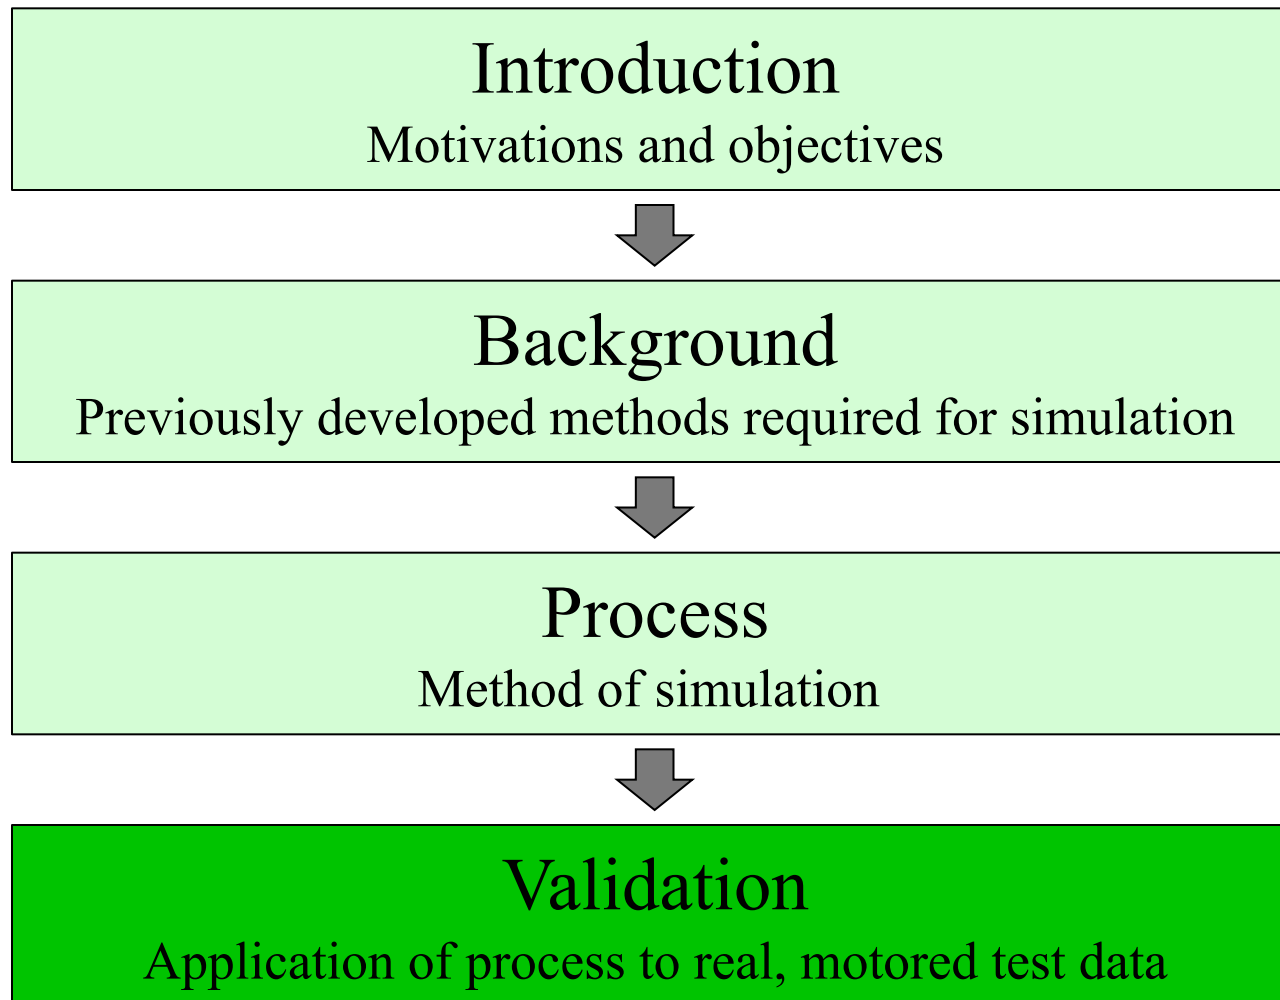 Introduction
Motivations and objectives
Background
Previously developed methods required for simulation
Process
Method of simulation
Validation
Application of process to real, motored test data